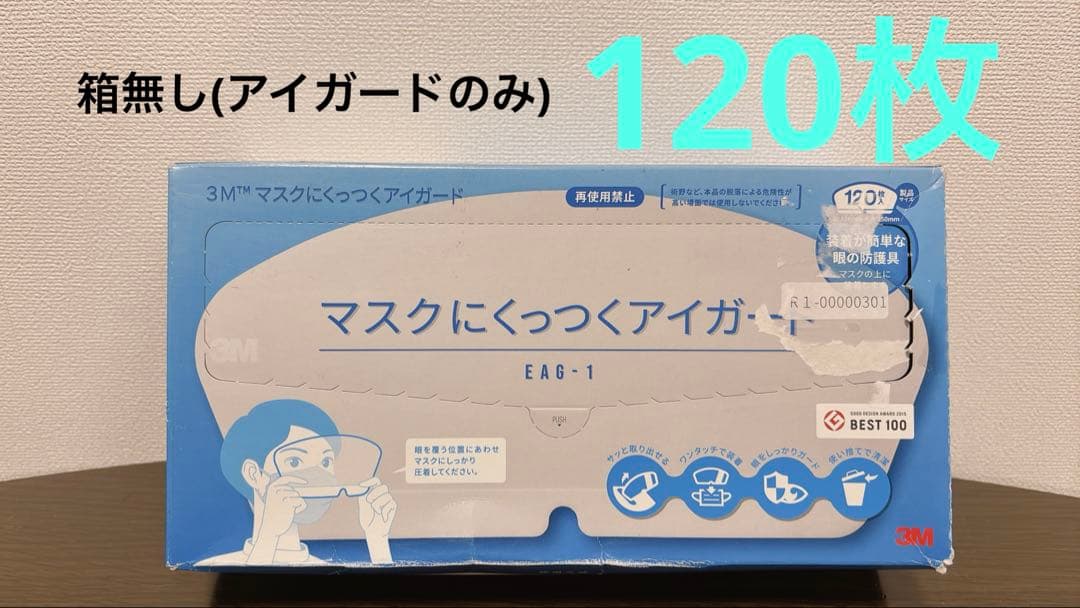 箱無し(アイガードのみ)
120枚
3M™ マスクにくっつくアイガード
再使用禁止
術野など、本品の脱落による危険性が
高い場面では使用しないでください
120枚入
製品
サイズ
装着が簡単な
眼の防護具
マスクの上に
R1-00000301
マスクにくっつくアイガード
EAG-1
3M
PUSH
GOOD DESIGN AWARD 2015
BEST 100
眼を覆う位置にあわせ
マスクにしっかり
圧着してください。
サッと取り出せる
ワンタッチで装着
眼をしっかりガード
使い捨てで清潔
3M